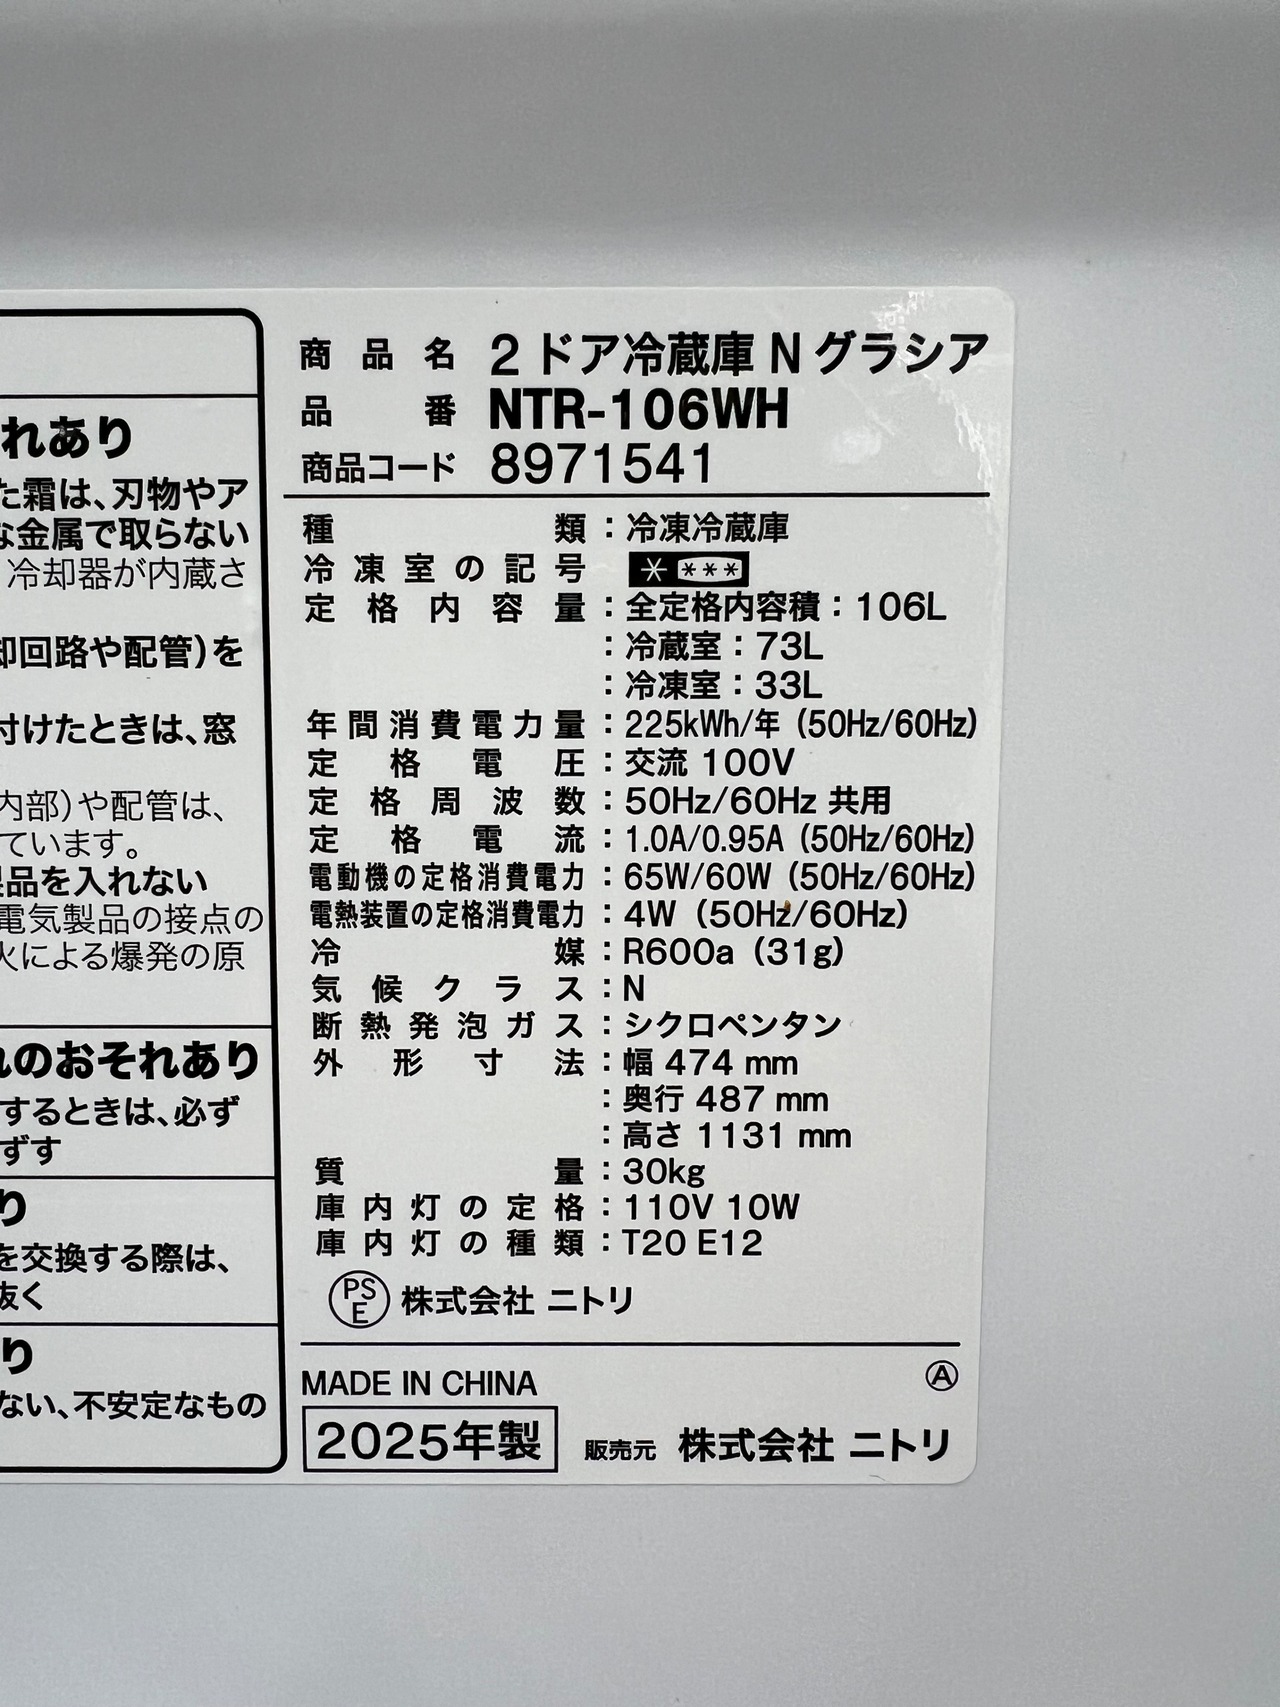 れあり
た霜は、刃物やア
な金属で取らない
冷却器が内蔵さ
却回路や配管)を
付けたときは、窓
内部)や配管は、
ています。
製品を入れない
電気製品の接点の
火による爆発の原
れのおそれあり
するときは、必ず
ずす
り
を交換する際は、
抜く
り
ない、不安定なもの
商品名 2ドア冷蔵庫 N グラシア
品番 NTR-106WH
商品コード 8971541
種類:冷凍冷蔵庫
冷凍室の記号 * ***
定格内容量:全定格内容積:106L
:冷蔵室:73L
:冷凍室:33L
年間消費電力量:225kWh/年 (50Hz/60Hz)
定格電圧:交流 100V
定格周波数:50Hz/60Hz 共用
定格電流:1.0A/0.95A (50Hz/60Hz)
電動機の定格消費電力:65W/60W (50Hz/60Hz)
電熱装置の定格消費電力:4W (50Hz/60Hz)
冷媒:R600a (31g)
気候クラス:N
断熱発泡ガス:シクロペンタン
外形寸法:幅 474 mm
:奥行 487 mm
:高さ 1131 mm
質量:30kg
庫内灯の定格:110V 10W
庫内灯の種類:T20 E12
PSE 株式会社 ニトリ
MADE IN CHINA Ⓐ
2025年製 販売元 株式会社 ニトリ